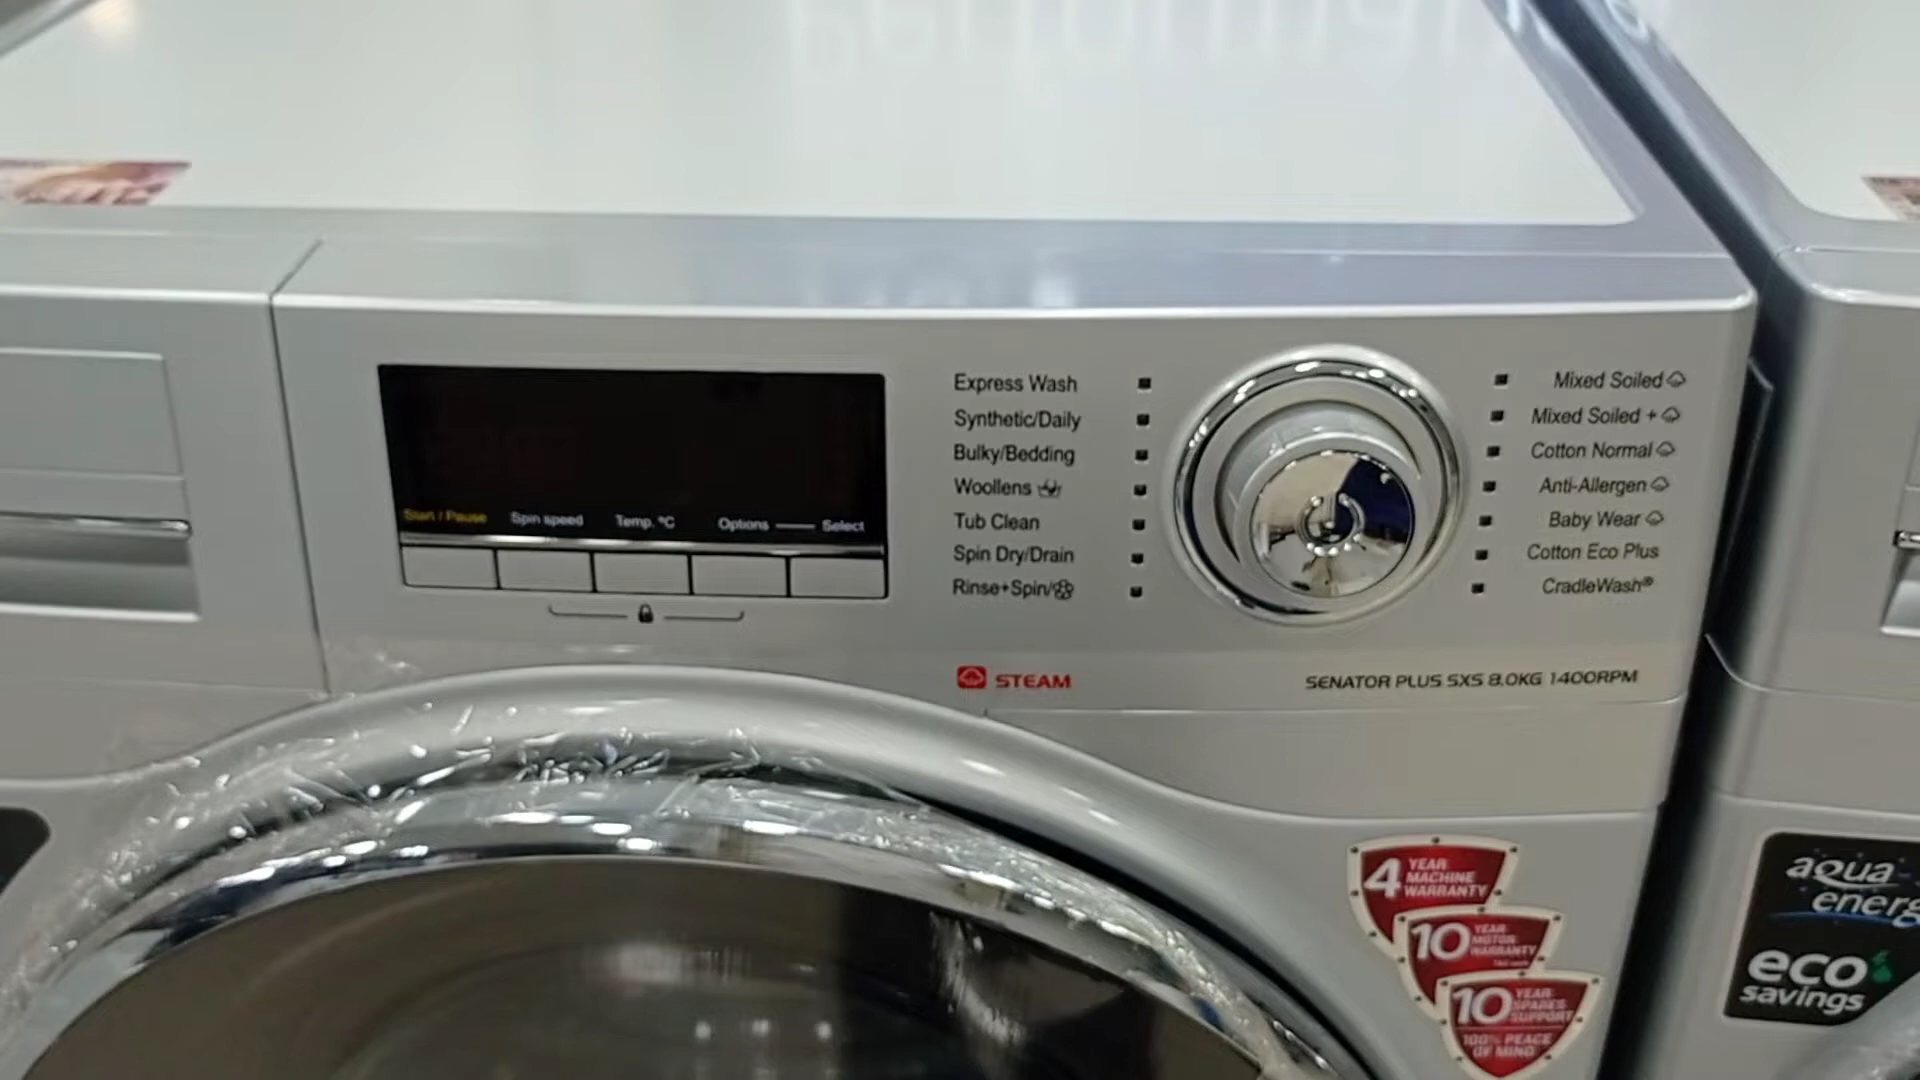 Start / Pause
Spin speed
Temp. ºC
Options
Select
Express Wash
Synthetic/Daily
Bulky/Bedding
Woollens
Tub Clean
Spin Dry/Drain
Rinse+Spin/
Mixed Soiled
Mixed Soiled +
Cotton Normal
Anti-Allergen
Baby Wear
Cotton Eco Plus
CradleWash®
STEAM
SENATOR PLUS SXS 8.0KG 1400RPM
4 YEAR
MACHINE
WARRANTY
10 YEAR
MOTOR
WARRANTY
10 YEAR
SPARES
SUPPORT
100% PEACE
OF MIND
aqua
energ
eco
savings